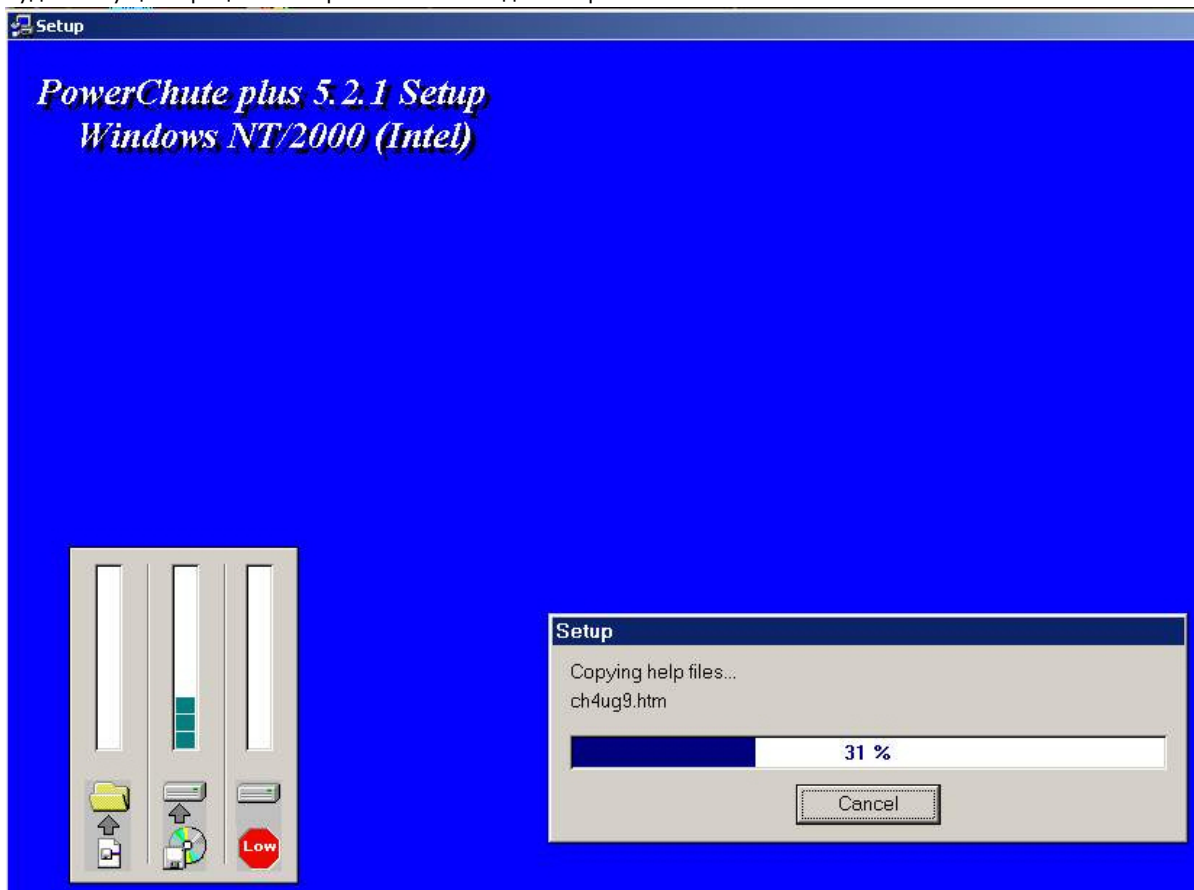 Setup
PowerChute plus 5.2.1 Setup
Windows NT/2000 (Intel)
Setup
Copying help files...
ch4ug9.htm
31 %
Cancel
Low